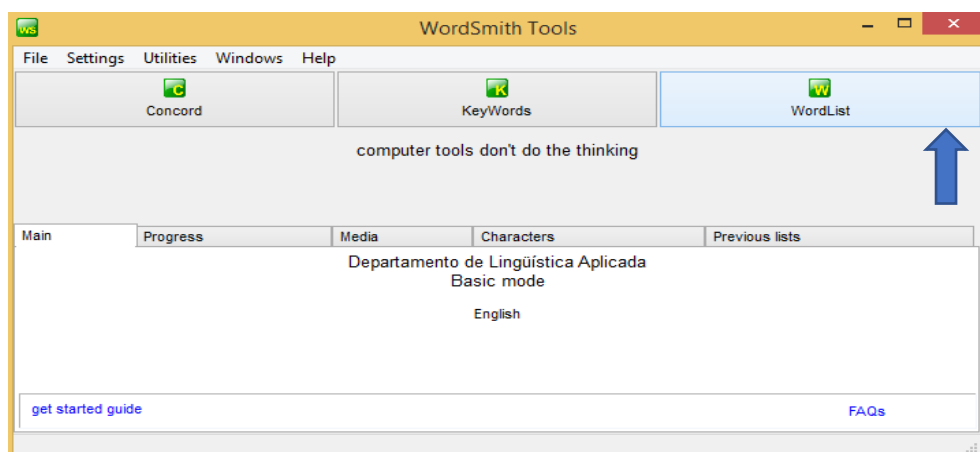 WS WordSmith Tools
File Settings Utilities Windows Help
C K W
Concord KeyWords WordList
computer tools don't do the thinking
Main Progress Media Characters Previous lists
Departamento de Lingüística Aplicada
Basic mode
English
get started guide FAQs